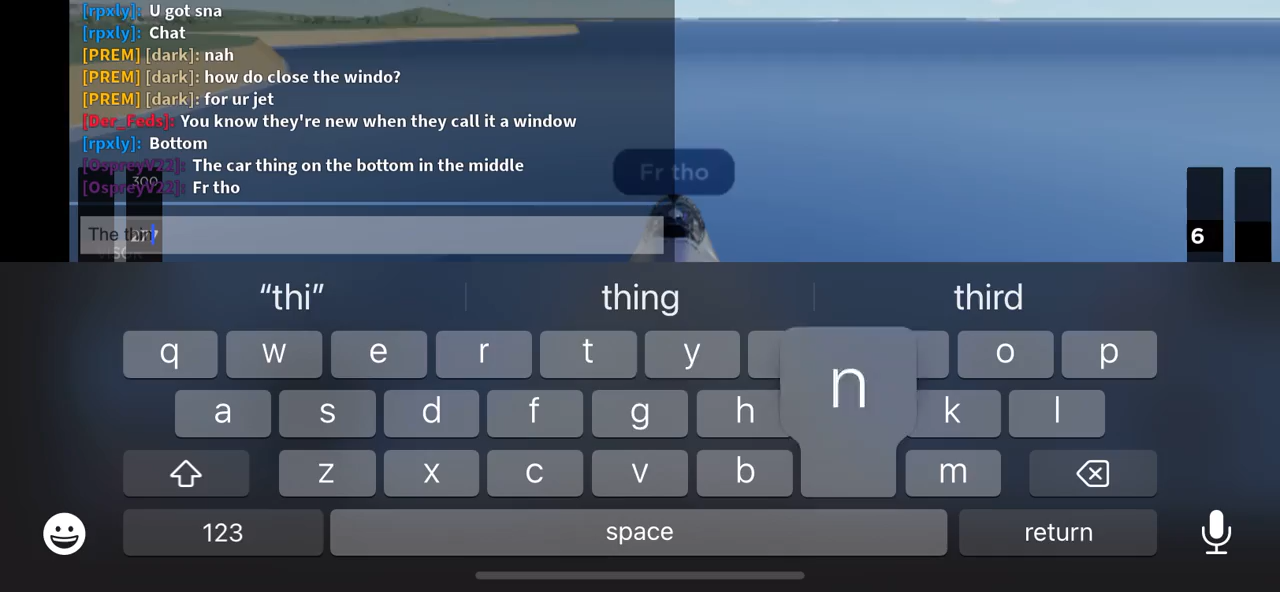 [rpxly]: U got sna
[rpxly]: Chat
[PREM] [dark]: nah
[PREM] [dark]: how do close the windo?
[PREM] [dark]: for ur jet
[Der_Feds]: You know they're new when they call it a window
[rpxly]: Bottom
[OspreyV22]: The car thing on the bottom in the middle
300
[OspreyV22]: Fr tho
Fr tho
The thin
6
“thi” thing third
q w e r t y o p
a s d f g h k l
n
z x c v b m
123 space return